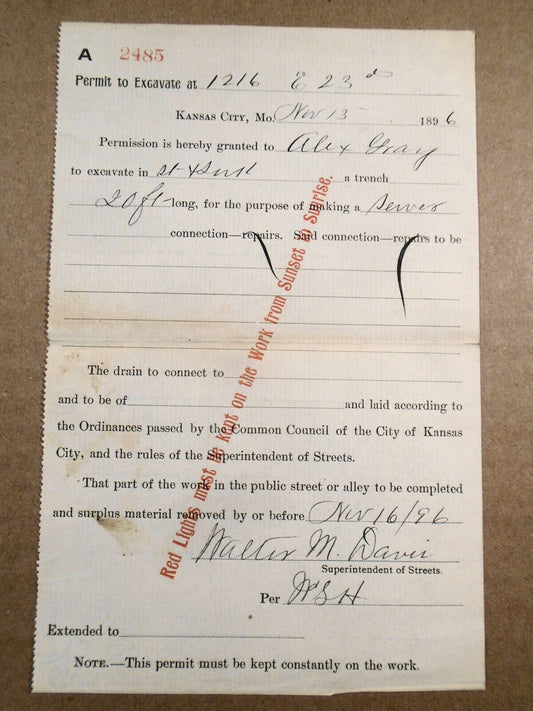 A 2485
Permit to Excavate at 1216 E 23d
Kansas City, Mo. Nov 13 1896
Permission is hereby granted to Alex Gray
to excavate in st & a trench
20 ft long, for the purpose of making a sewer
connection—repairs. Said connection—repairs to be
The drain to connect to
and to be of and laid according to
the Ordinances passed by the Common Council of the City of Kansas
City, and the rules of the Superintendent of Streets.
That part of the work in the public street or alley to be completed
and surplus material removed by or before Nov 16/96
Walter M. Davis
Superintendent of Streets.
Per WSH
Extended to
Note.—This permit must be kept constantly on the work.
Red Lights must be kept on the Work from Sunset to Sunrise.